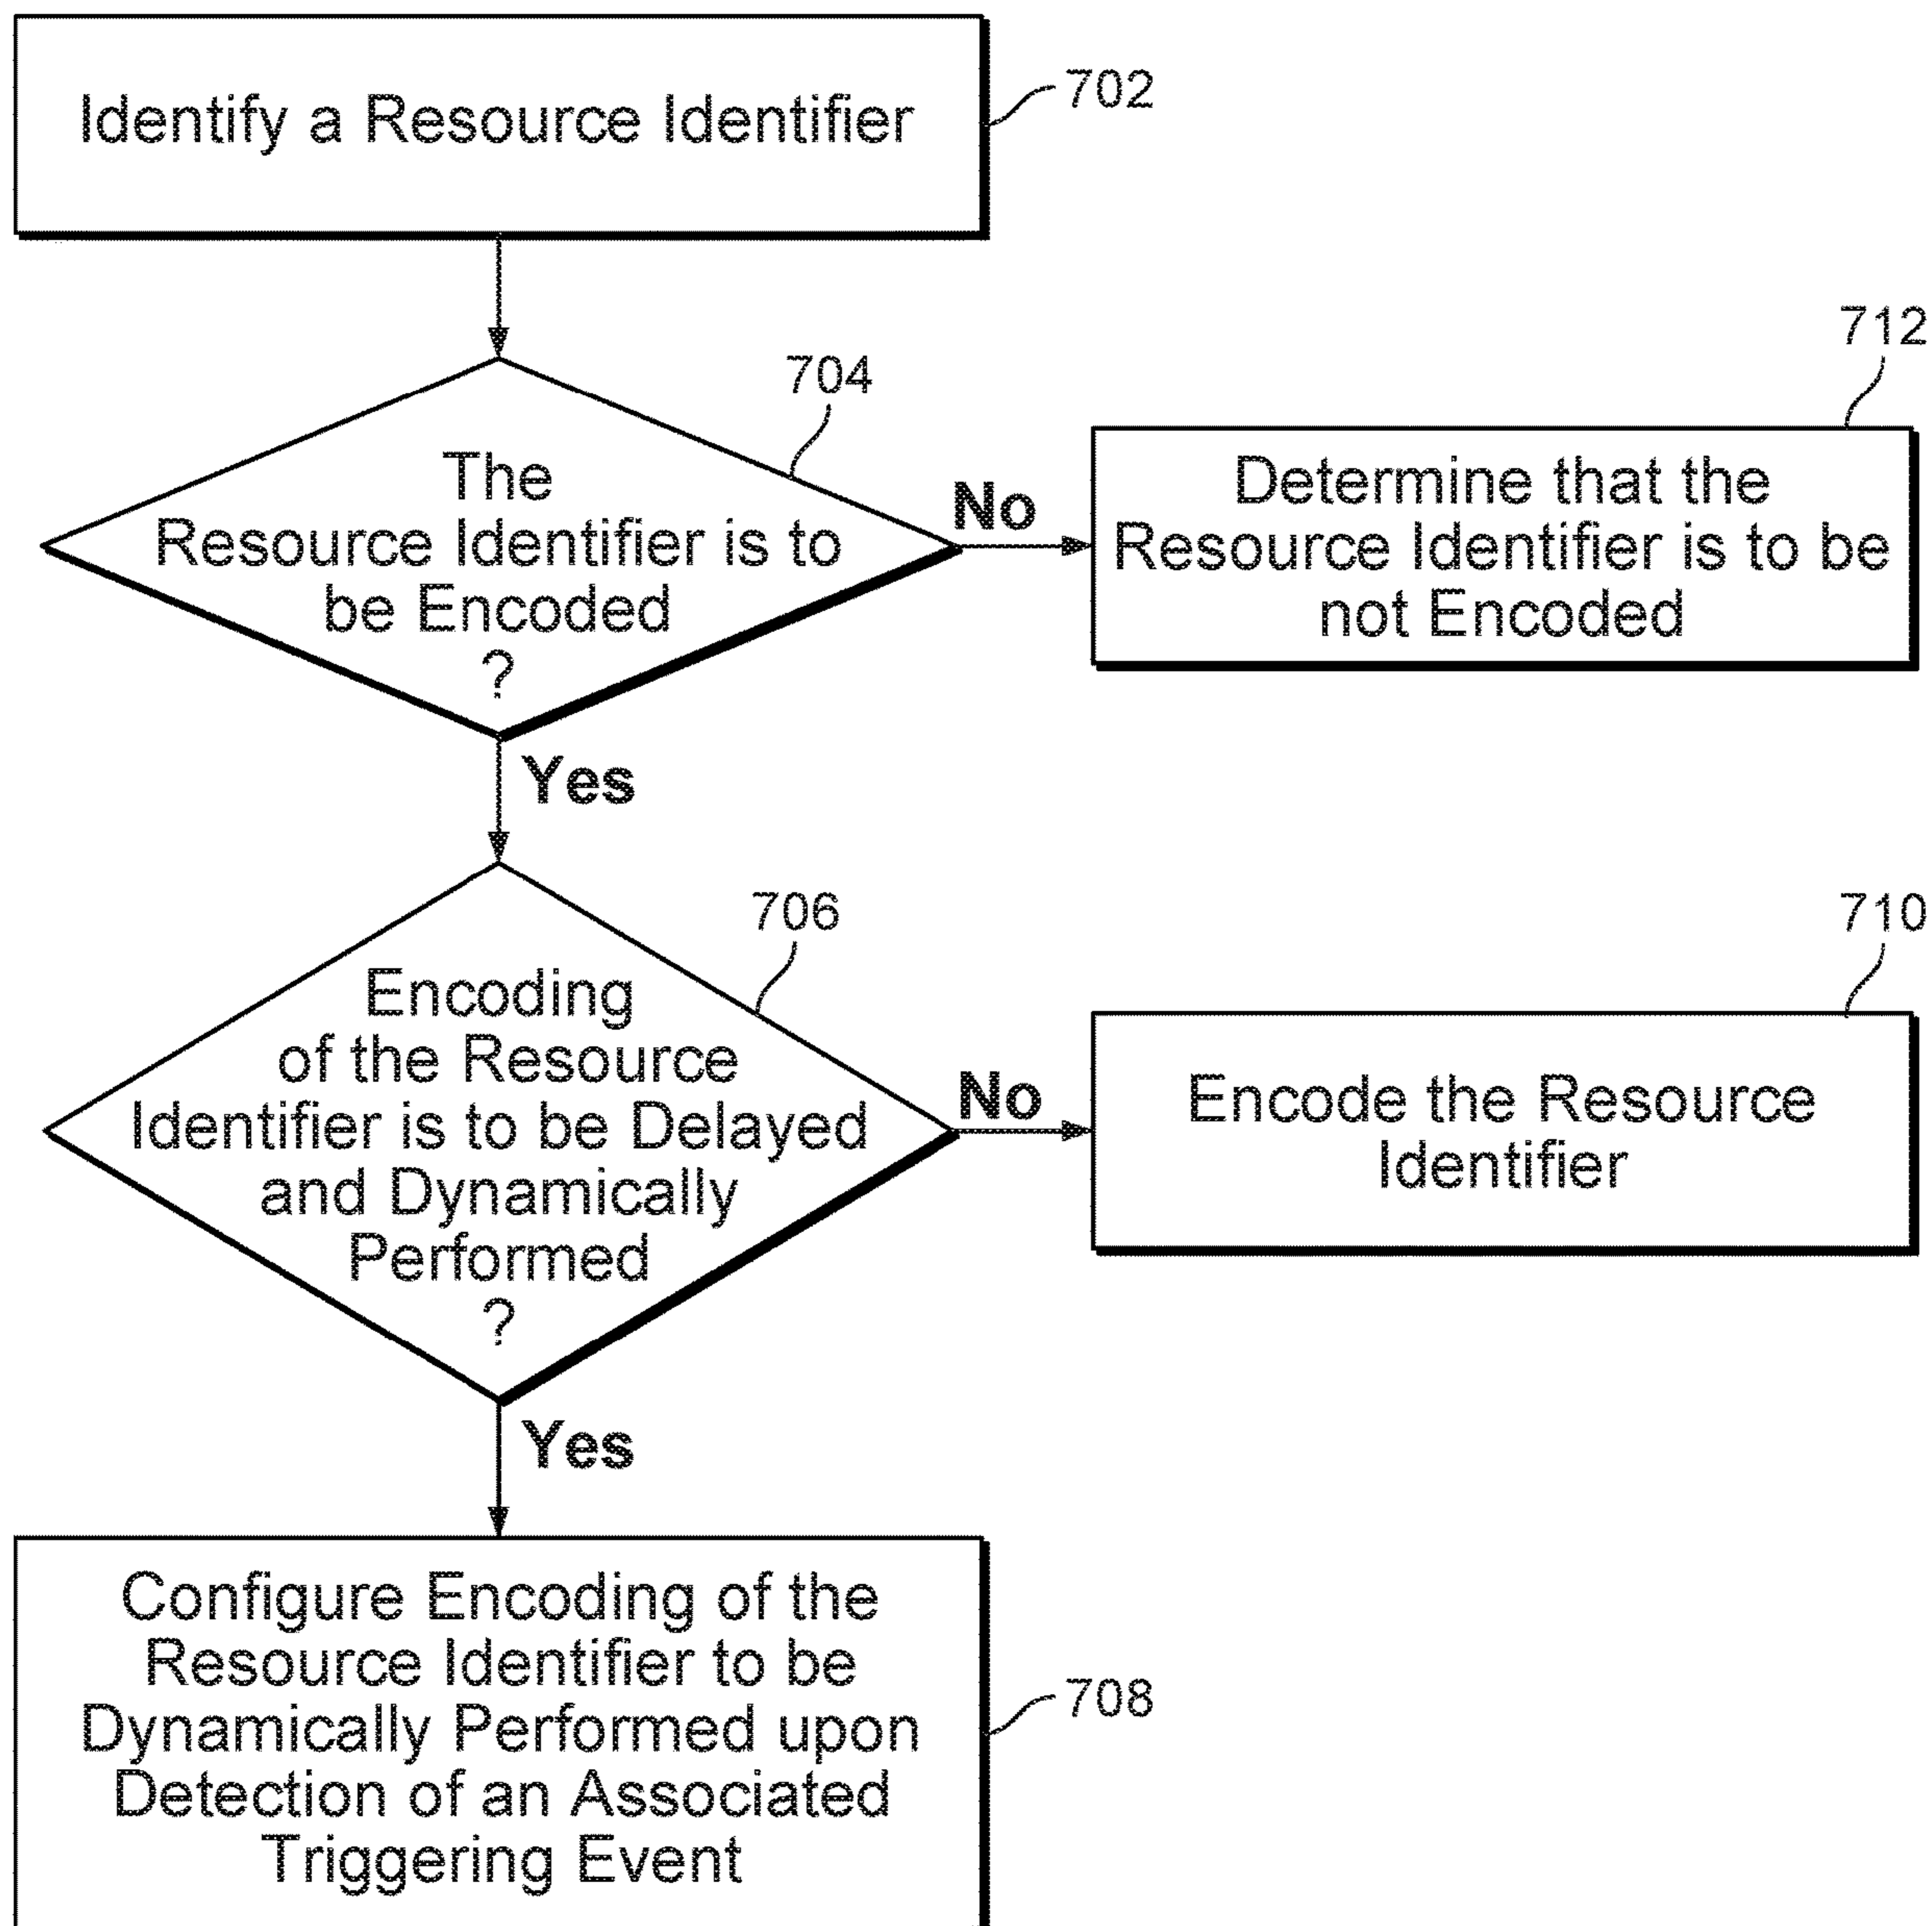 Identify a Resource Identifier
702
704
The
Resource Identifier is to
be Encoded
?
No
712
Determine that the
Resource Identifier is to be
not Encoded
Yes
706
Encoding
of the Resource
Identifier is to be Delayed
and Dynamically
Performed
?
No
710
Encode the Resource
Identifier
Yes
Configure Encoding of the
Resource Identifier to be
Dynamically Performed upon
Detection of an Associated
Triggering Event
708